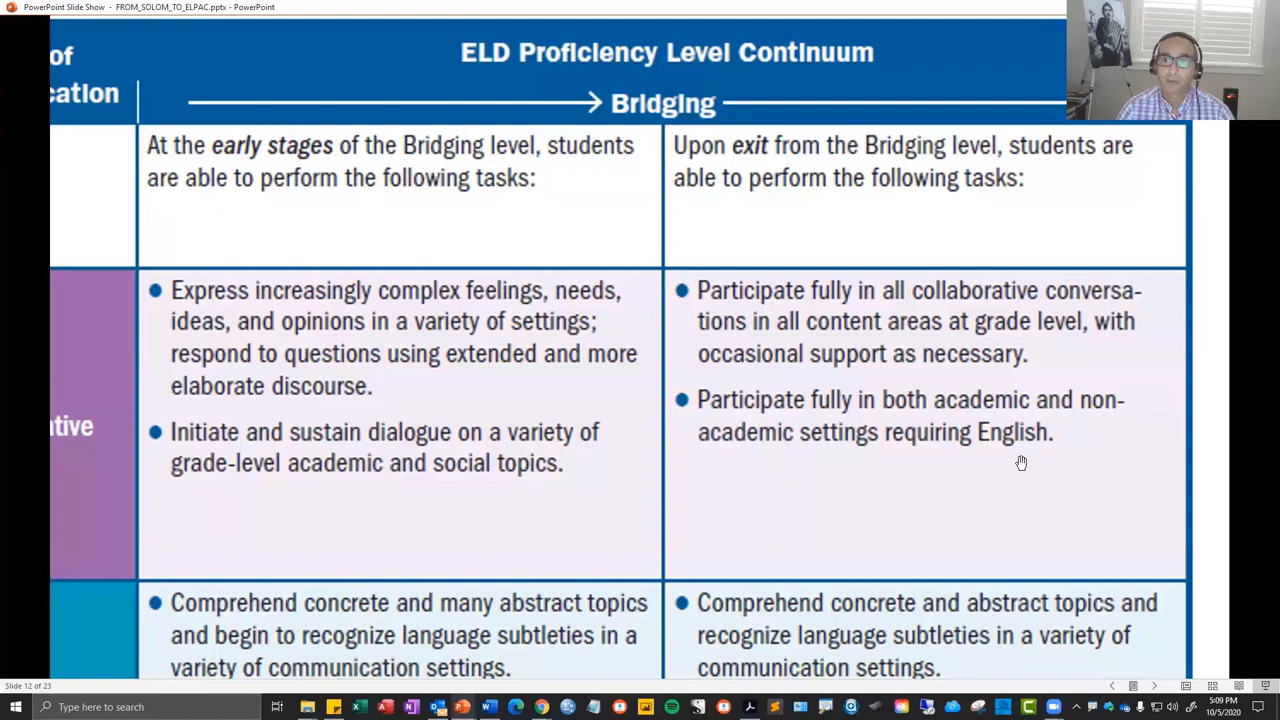 PowerPoint Slide Show - FROM_SOLOM_TO_ELPAC.pptx - PowerPoint
of
cation
ELD Proficiency Level Continuum
Bridging
At the early stages of the Bridging level, students
are able to perform the following tasks:
Upon exit from the Bridging level, students are
able to perform the following tasks:
ative
Express increasingly complex feelings, needs,
ideas, and opinions in a variety of settings;
respond to questions using extended and more
elaborate discourse.
Initiate and sustain dialogue on a variety of
grade-level academic and social topics.
Participate fully in all collaborative conversa-
tions in all content areas at grade level, with
occasional support as necessary.
Participate fully in both academic and non-
academic settings requiring English.
Comprehend concrete and many abstract topics
and begin to recognize language subtleties in a
variety of communication settings.
Comprehend concrete and abstract topics and
recognize language subtleties in a variety of
communication settings.
Slide 12 of 23
Type here to search
5:09 PM
10/5/2020